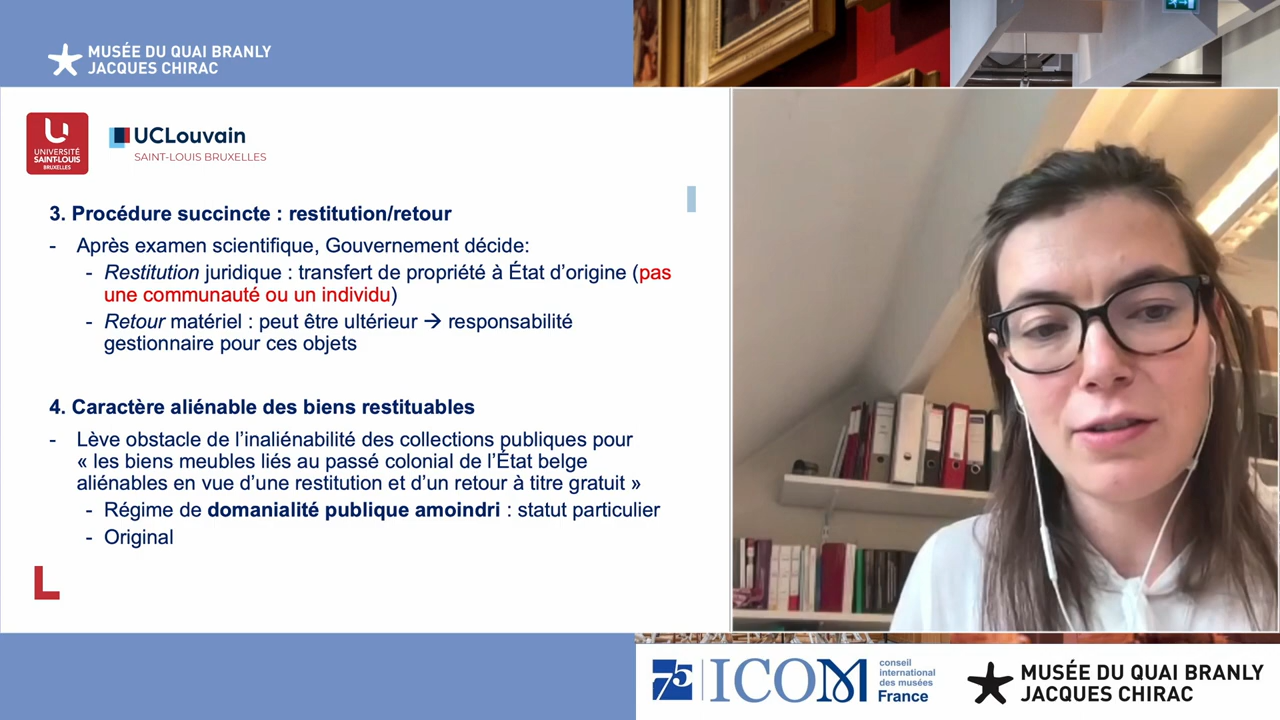 MUSÉE DU QUAI BRANLY
JACQUES CHIRAC
UNIVERSITÉ
SAINT-LOUIS
BRUXELLES
UCLouvain
SAINT-LOUIS BRUXELLES
3. Procédure succincte : restitution/retour
- Après examen scientifique, Gouvernement décide:
- Restitution juridique : transfert de propriété à État d’origine (pas
une communauté ou un individu)
- Retour matériel : peut être ultérieur → responsabilité
gestionnaire pour ces objets
4. Caractère aliénable des biens restituables
- Lève obstacle de l’inaliénabilité des collections publiques pour
« les biens meubles liés au passé colonial de l’État belge
aliénables en vue d’une restitution et d’un retour à titre gratuit »
- Régime de domanialité publique amoindri : statut particulier
- Original
75
ICOM
conseil
international
des musées
France
MUSÉE DU QUAI BRANLY
JACQUES CHIRAC